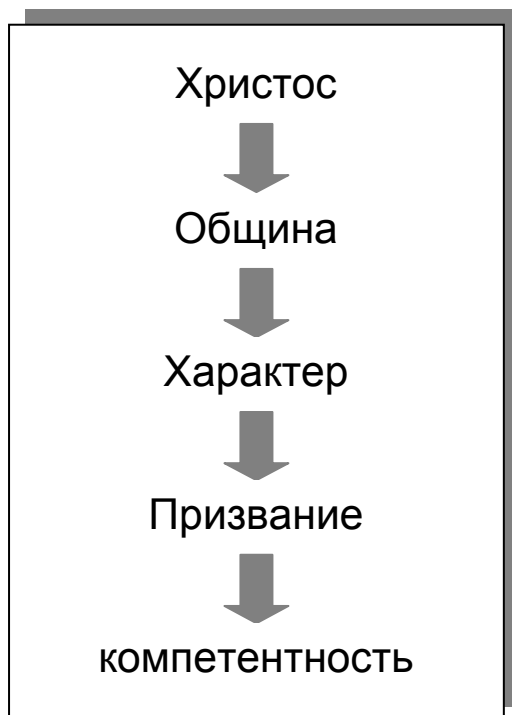 Христос
Община
Характер
Призвание
компетентность